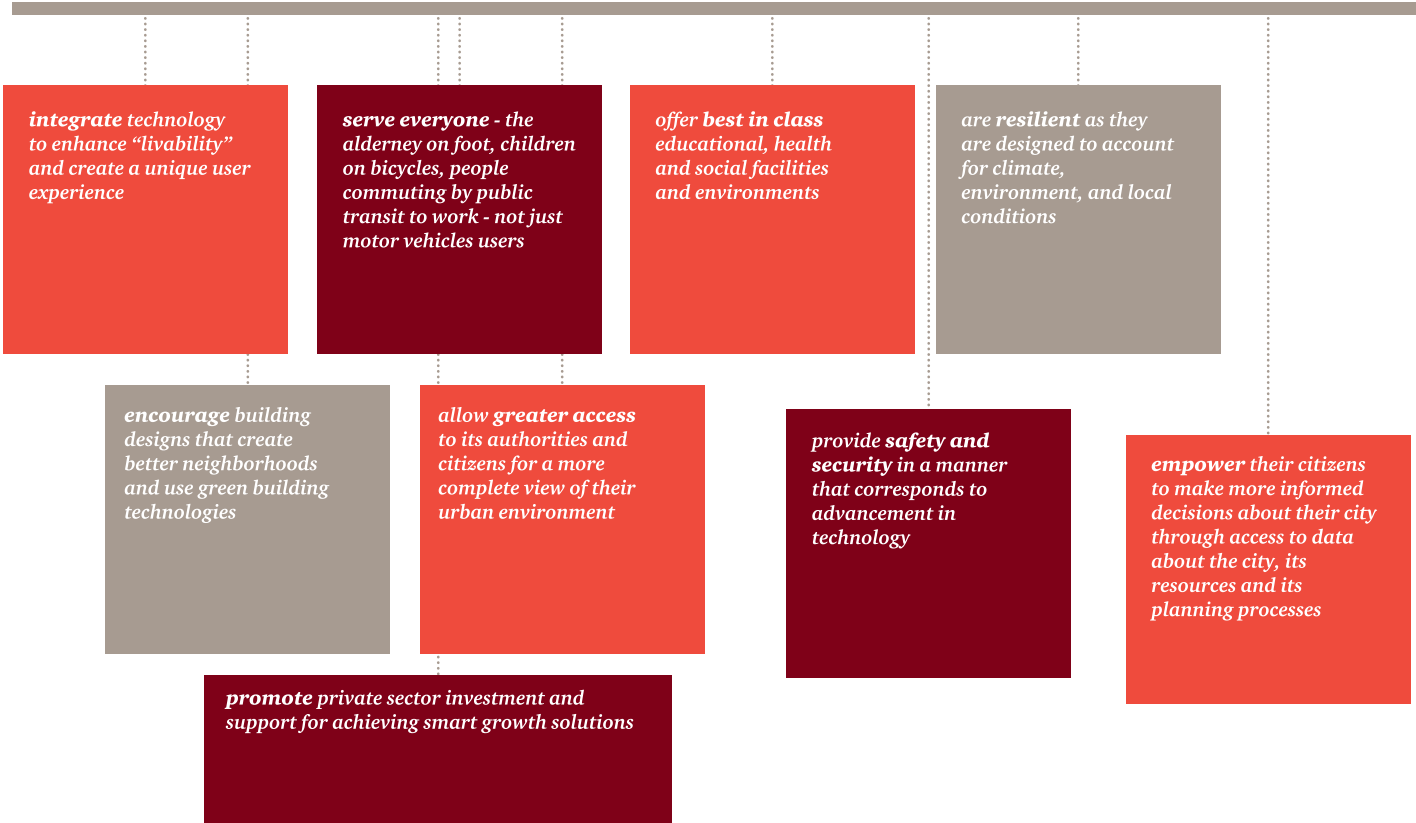 integrate technology
to enhance “livability”
and create a unique user
experience
serve everyone - the
alderney on foot, children
on bicycles, people
commuting by public
transit to work - not just
motor vehicles users
offer best in class
educational, health
and social facilities
and environments
are resilient as they
are designed to account
for climate,
environment, and local
conditions
encourage building
designs that create
better neighborhoods
and use green building
technologies
allow greater access
to its authorities and
citizens for a more
complete view of their
urban environment
provide safety and
security in a manner
that corresponds to
advancement in
technology
empower their citizens
to make more informed
decisions about their city
through access to data
about the city, its
resources and its
planning processes
promote private sector investment and
support for achieving smart growth solutions